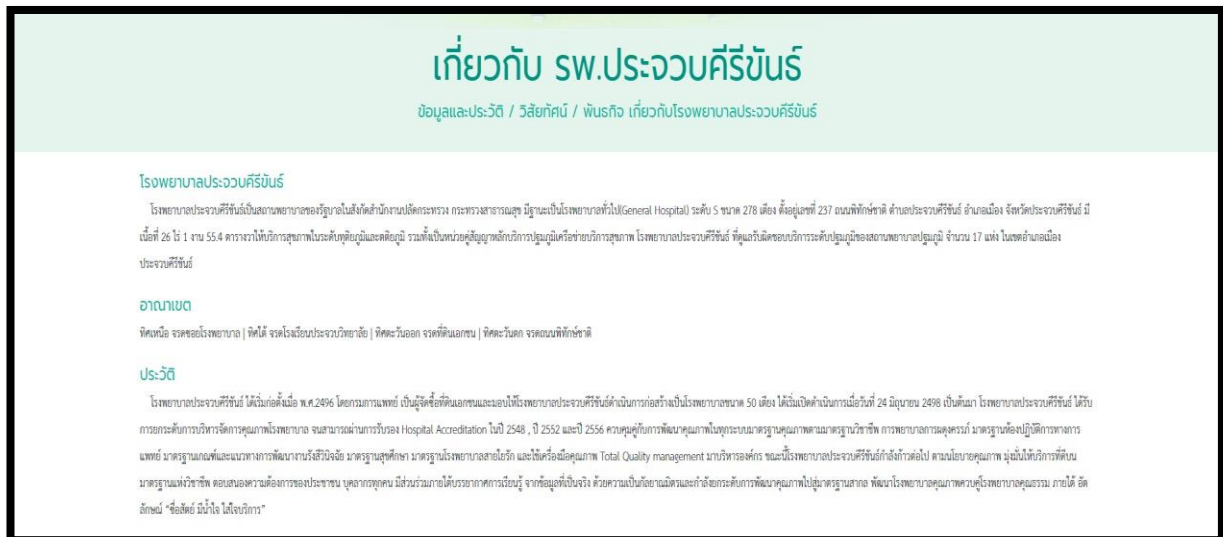 เกี่ยวกับ รพ.ประจวบคีรีขันธ์
ข้อมูลและประวัติ / วิสัยทัศน์ / พันธกิจ เกี่ยวกับโรงพยาบาลประจวบคีรีขันธ์
โรงพยาบาลประจวบคีรีขันธ์
โรงพยาบาลประจวบคีรีขันธ์เป็นสถานพยาบาลของรัฐบาลในสังกัดสำนักงานปลัดกระทรวง กระทรวงสาธารณสุข มีฐานะเป็นโรงพยาบาลทั่วไป(General Hospital) ระดับ S ขนาด 278 เตียง ตั้งอยู่เลขที่ 237 ถนนพิทักษ์ชาติ ตำบลประจวบคีรีขันธ์ อำเภอเมือง จังหวัดประจวบคีรีขันธ์ มี
เนื้อที่ 26 ไร่ 1 งาน 55.4 ตารางวาให้บริการสุขภาพในระดับทุติยภูมิและตติยภูมิ รวมทั้งเป็นหน่วยคู่สัญญาหลักบริการปฐมภูมิเครือข่ายบริการสุขภาพ โรงพยาบาลประจวบคีรีขันธ์ ที่ดูแลรับผิดชอบบริการระดับปฐมภูมิของสถานพยาบาลปฐมภูมิ จำนวน 17 แห่ง ในเขตอำเภอเมือง
ประจวบคีรีขันธ์
อาณาเขต
ทิศเหนือ จรดซอยโรงพยาบาล | ทิศใต้ จรดโรงเรียนประจวบวิทยาลัย | ทิศตะวันออก จรดที่ดินเอกชน | ทิศตะวันตก จรดถนนพิทักษ์ชาติ
ประวัติ
โรงพยาบาลประจวบคีรีขันธ์ ได้เริ่มก่อตั้งเมื่อ พ.ศ.2496 โดยกรมการแพทย์ เป็นผู้จัดซื้อที่ดินเอกชนและมอบให้โรงพยาบาลประจวบคีรีขันธ์ดำเนินการก่อสร้างเป็นโรงพยาบาลขนาด 50 เตียง ได้เริ่มเปิดดำเนินการเมื่อวันที่ 24 มิถุนายน 2498 เป็นต้นมา โรงพยาบาลประจวบคีรีขันธ์ ได้รับ
การยกระดับการบริหารจัดการคุณภาพโรงพยาบาล จนสามารถผ่านการรับรอง Hospital Accreditation ในปี 2548 , ปี 2552 และปี 2556 ควบคุมคู่กับการพัฒนาคุณภาพในทุกระบบมาตรฐานคุณภาพตามมาตรฐานวิชาชีพ การพยาบาลการผดุงครรภ์ มาตรฐานห้องปฏิบัติการทางการ
แพทย์ มาตรฐานเกณฑ์และแนวทางการพัฒนางานรังสีวินิจฉัย มาตรฐานสุขศึกษา มาตรฐานโรงพยาบาลสายใยรัก และใช้เครื่องมือคุณภาพ Total Quality management มาบริหารองค์กร ขณะนี้โรงพยาบาลประจวบคีรีขันธ์กำลังก้าวต่อไป ตามนโยบายคุณภาพ มุ่งมั่นให้บริการที่ดีบน
มาตรฐานแห่งวิชาชีพ ตอบสนองความต้องการของประชาชน บุคลากรทุกคน มีส่วนร่วมภายใต้บรรยากาศการเรียนรู้ จากข้อมูลที่เป็นจริง ด้วยความเป็นกัลยาณมิตรและกำลังยกระดับการพัฒนาคุณภาพไปสู่มาตรฐานสากล พัฒนาโรงพยาบาลคุณภาพควบคู่โรงพยาบาลคุณธรรม ภายใต้ อัต
ลักษณ์ “ซื่อสัตย์ มีน้ำใจ ใส่ใจบริการ”